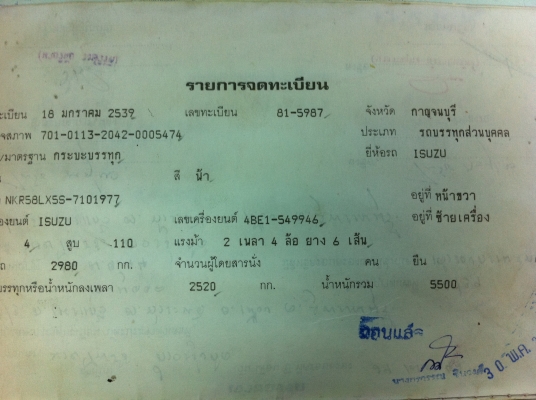 รายการจดทะเบียน
ะเบียน 18 มกราคม 2539 เลขทะเบียน 81-5987 จังหวัด กาญจนบุรี
จสภาพ 701-0113-2042-0005474 ประเภท รถบรรทุกส่วนบุคคล
/มาตรฐาน กระบะบรรทุก ยี่ห้อรถ ISUZU
สี น้ำ
NKR58LX5S-7101977 อยู่ที่ หน้าขวา
องยนต์ ISUZU เลขเครื่องยนต์ 4BE1-549946 อยู่ที่ ซ้ายเครื่อง
4 สูบ 110 แรงม้า 2 เพลา 4 ล้อ ยาง 6 เส้น
ถ 2980 กก. จำนวนผู้โดยสารนั่ง คน ยืน
บรรทุกหรือน้ำหนักลงเพลา 2520 กก. น้ำหนักรวม 5500
3 0. พ.ค.